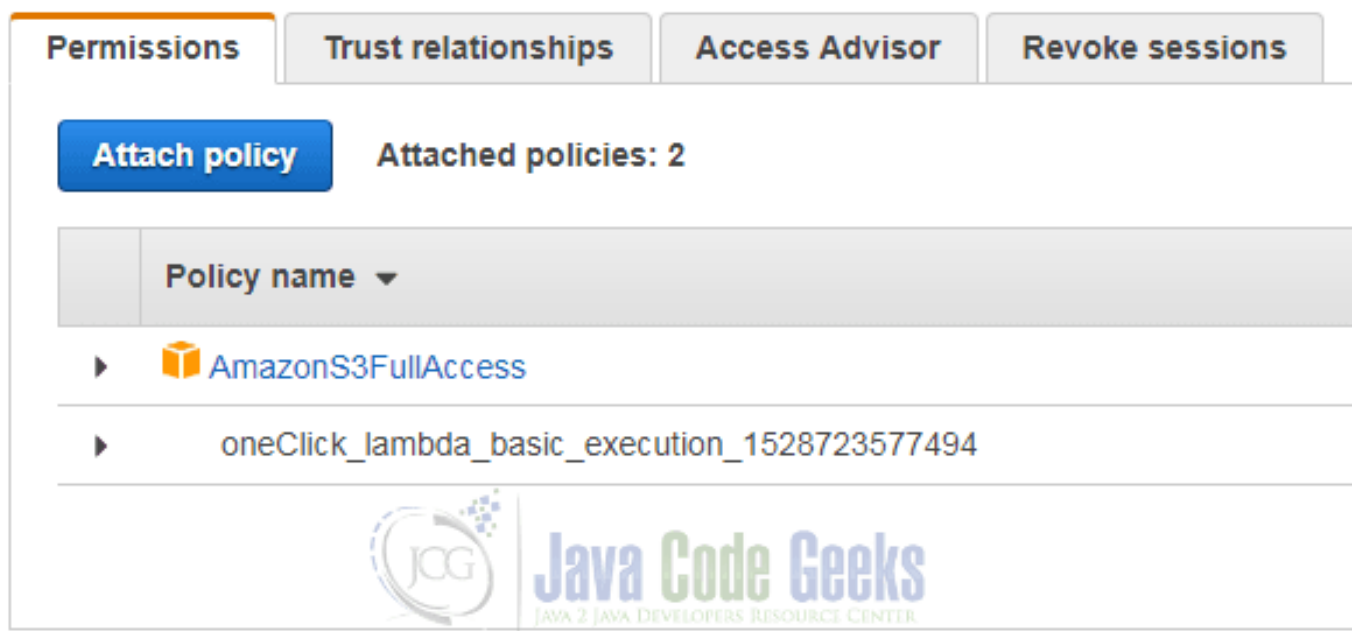 Permissions Trust relationships Access Advisor Revoke sessions
Attach policy Attached policies: 2
Policy name
AmazonS3FullAccess
oneClick_lambda_basic_execution_1528723577494
JCG Java Code Geeks
JAVA 2 JAVA DEVELOPERS RESOURCE CENTER